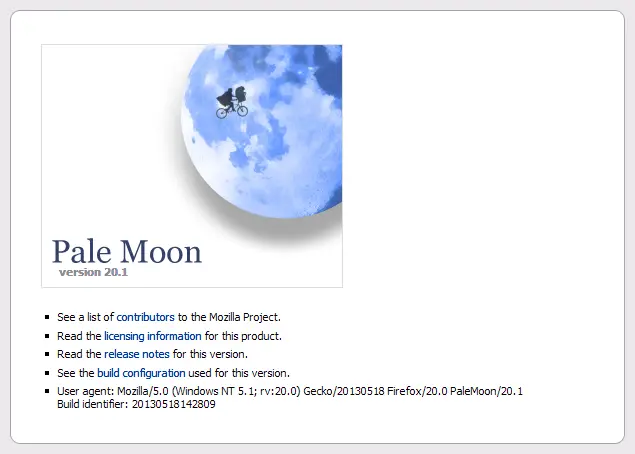 Pale Moon
version 20.1
See a list of contributors to the Mozilla Project.
Read the licensing information for this product.
Read the release notes for this version.
See the build configuration used for this version.
User agent: Mozilla/5.0 (Windows NT 5.1; rv:20.0) Gecko/20130518 Firefox/20.0 PaleMoon/20.1
Build identifier: 20130518142809